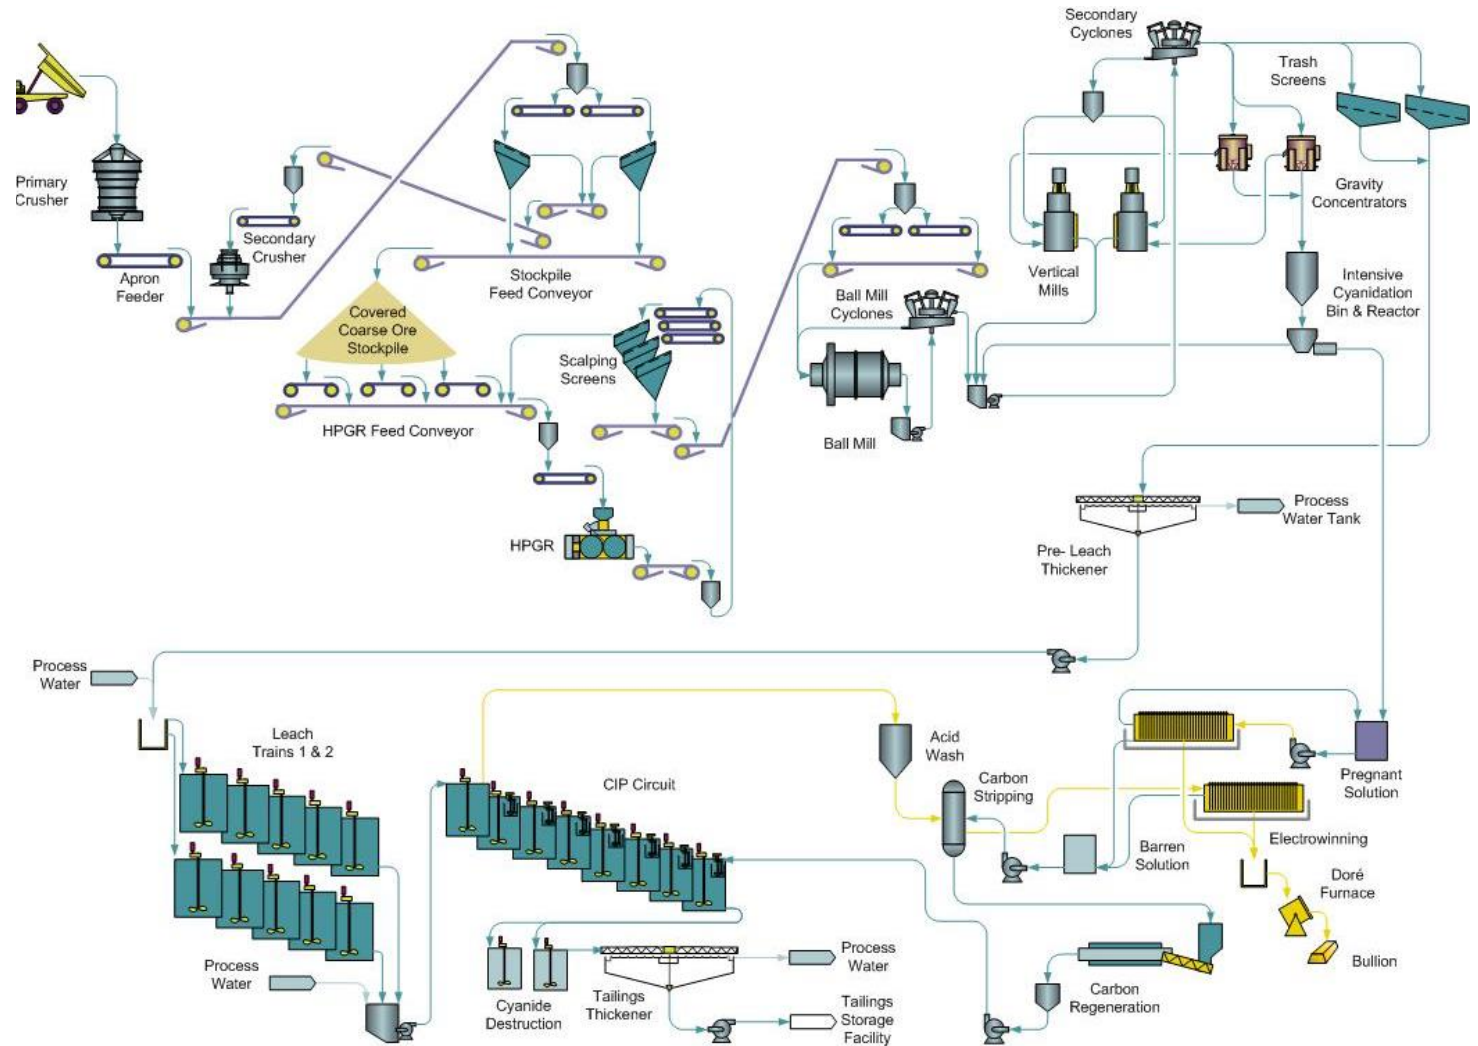 Secondary
Cyclones
Trash
Screens
Primary
Crusher
Secondary
Crusher
Apron
Feeder
Stockpile
Feed Conveyor
Gravity
Concentrators
Vertical
Mills
Intensive
Cyanidation
Bin & Reactor
Ball Mill
Cyclones
Covered
Coarse Ore
Stockpile
Scalping
Screens
HPGR Feed Conveyor
Ball Mill
HPGR
Process
Water Tank
Pre- Leach
Thickener
Process
Water
Leach
Trains 1 & 2
Acid
Wash
CIP Circuit
Carbon
Stripping
Pregnant
Solution
Electrowinning
Barren
Solution
Doré
Furnace
Bullion
Process
Water
Cyanide
Destruction
Tailings
Thickener
Process
Water
Tailings
Storage
Facility
Carbon
Regeneration